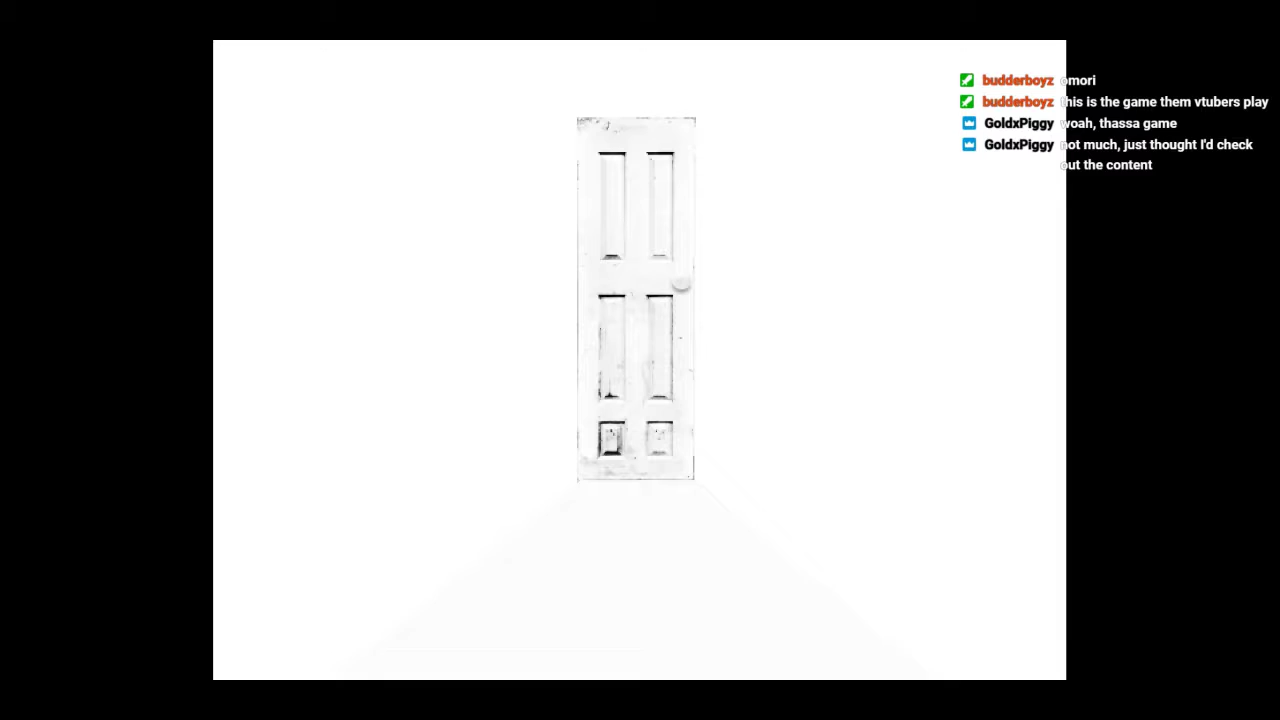 budderboyz omori
budderboyz this is the game them vtubers play
GoldxPiggy woah, thassa game
GoldxPiggy not much, just thought I'd check
out the content